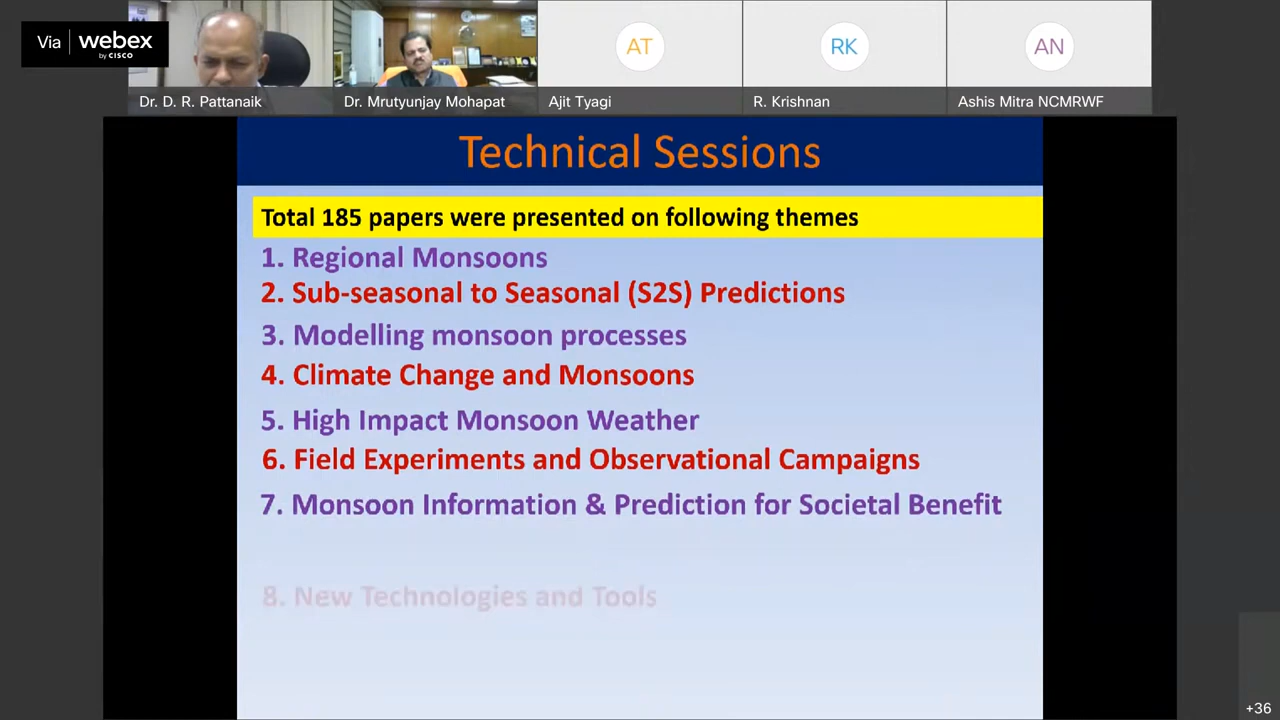 Via webex
by CISCO
Dr. D. R. Pattanaik
Dr. Mrutyunjay Mohapat
AT
Ajit Tyagi
RK
R. Krishnan
AN
Ashis Mitra NCMRWF
Technical Sessions
Total 185 papers were presented on following themes
1. Regional Monsoons
2. Sub-seasonal to Seasonal (S2S) Predictions
3. Modelling monsoon processes
4. Climate Change and Monsoons
5. High Impact Monsoon Weather
6. Field Experiments and Observational Campaigns
7. Monsoon Information & Prediction for Societal Benefit
8. New Technologies and Tools
+36